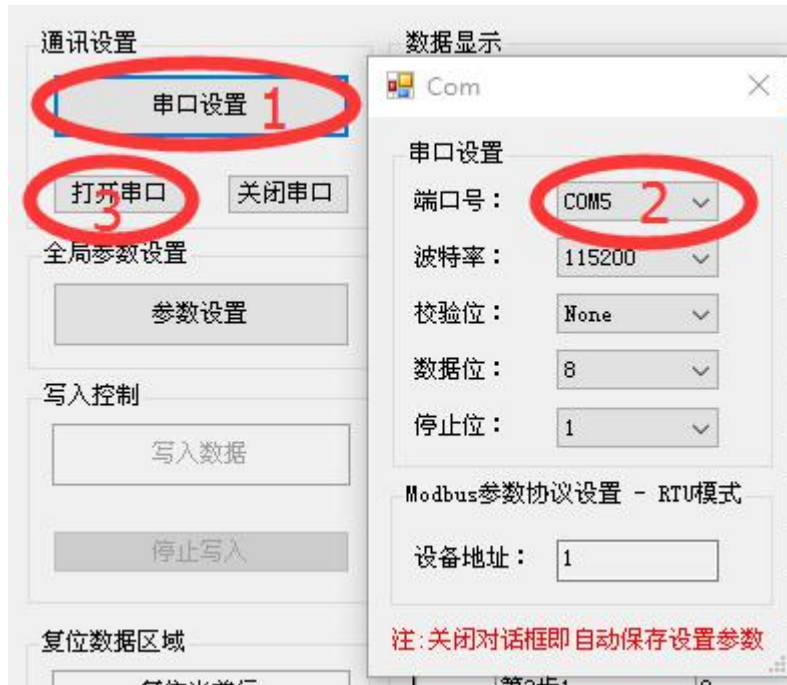 通讯设置
串口设置
1
打开串口
3
关闭串口
全局参数设置
参数设置
写入控制
写入数据
停止写入
复位数据区域
数据显示
Com
串口设置
端口号：
COM5
2
波特率：
115200
校验位：
None
数据位：
8
停止位：
1
Modbus参数协议设置 - RTU模式
设备地址：
1
注:关闭对话框即自动保存设置参数